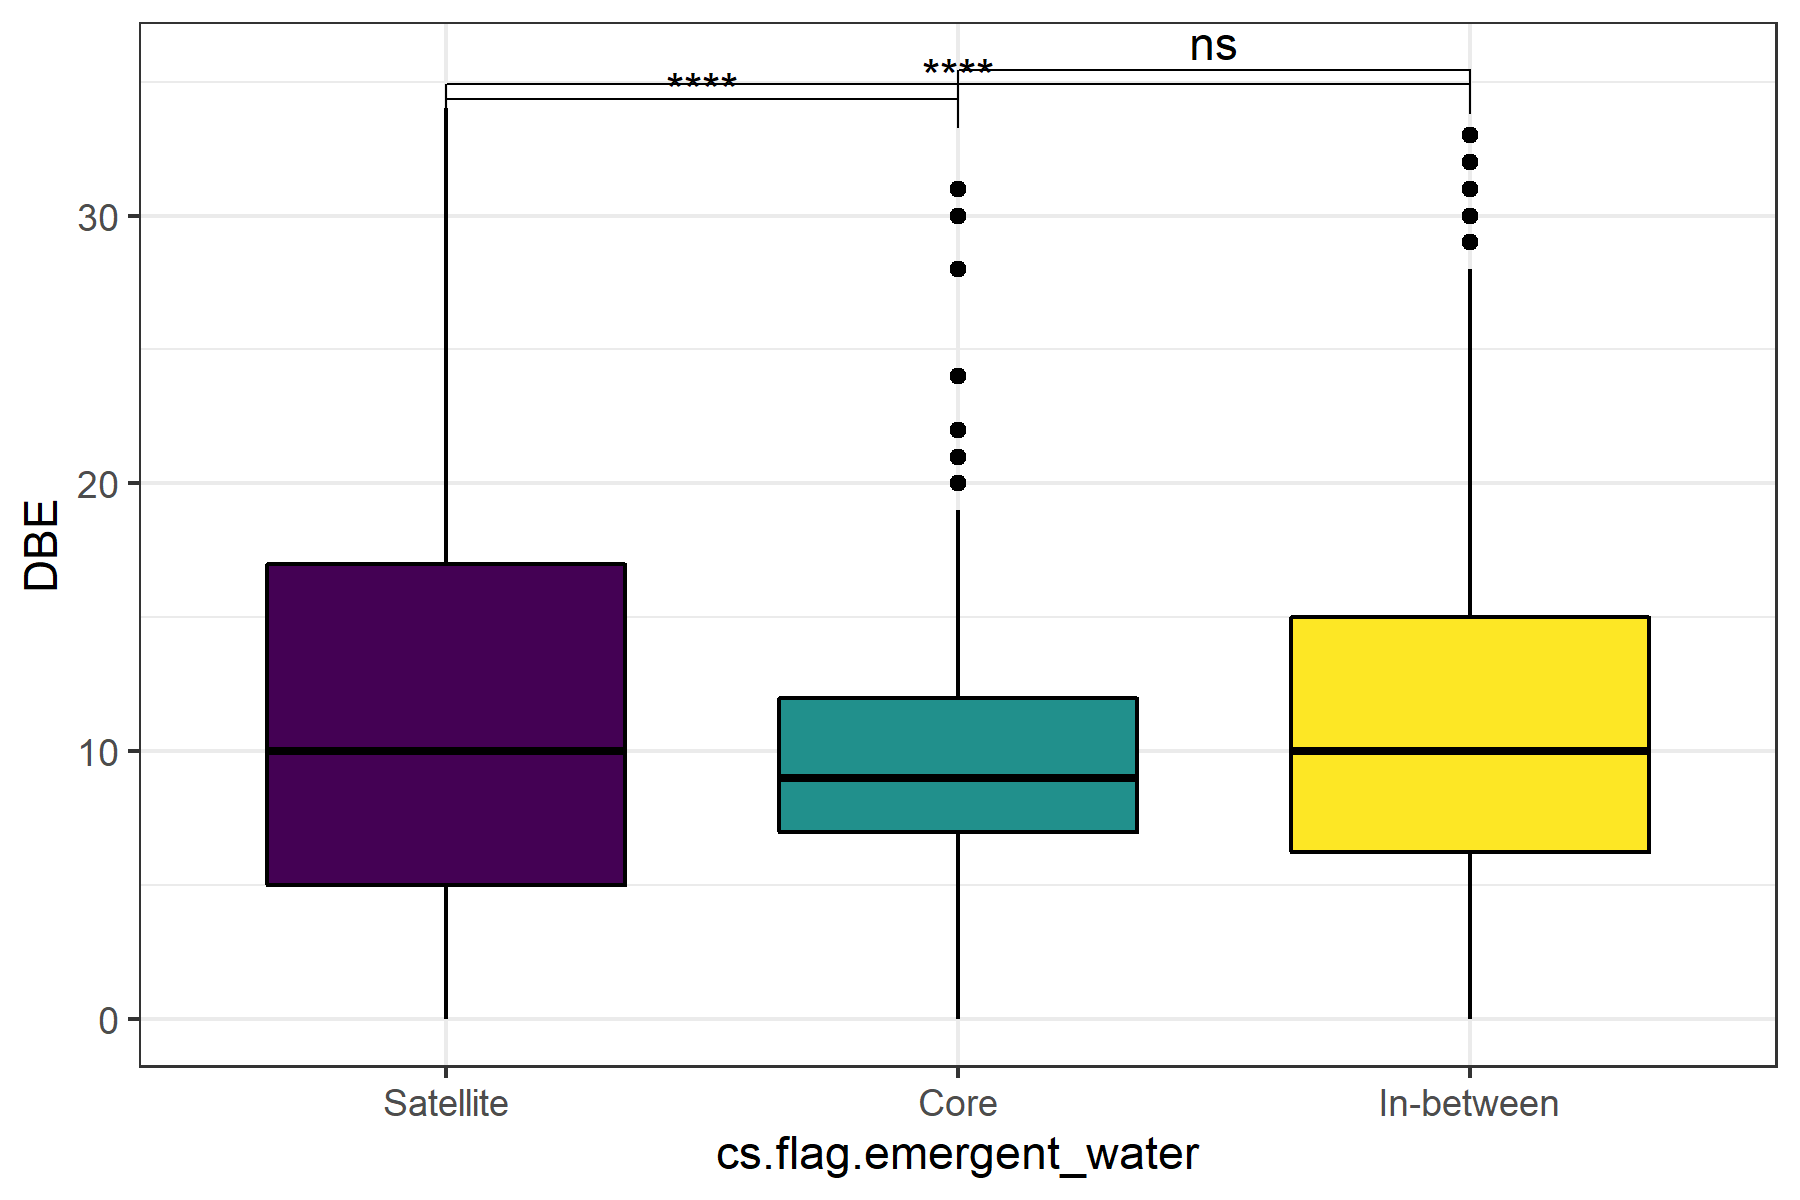 ns
****
****
30
20
10
0
DBE
Satellite
Core
In-between
cs.flag.emergent_water